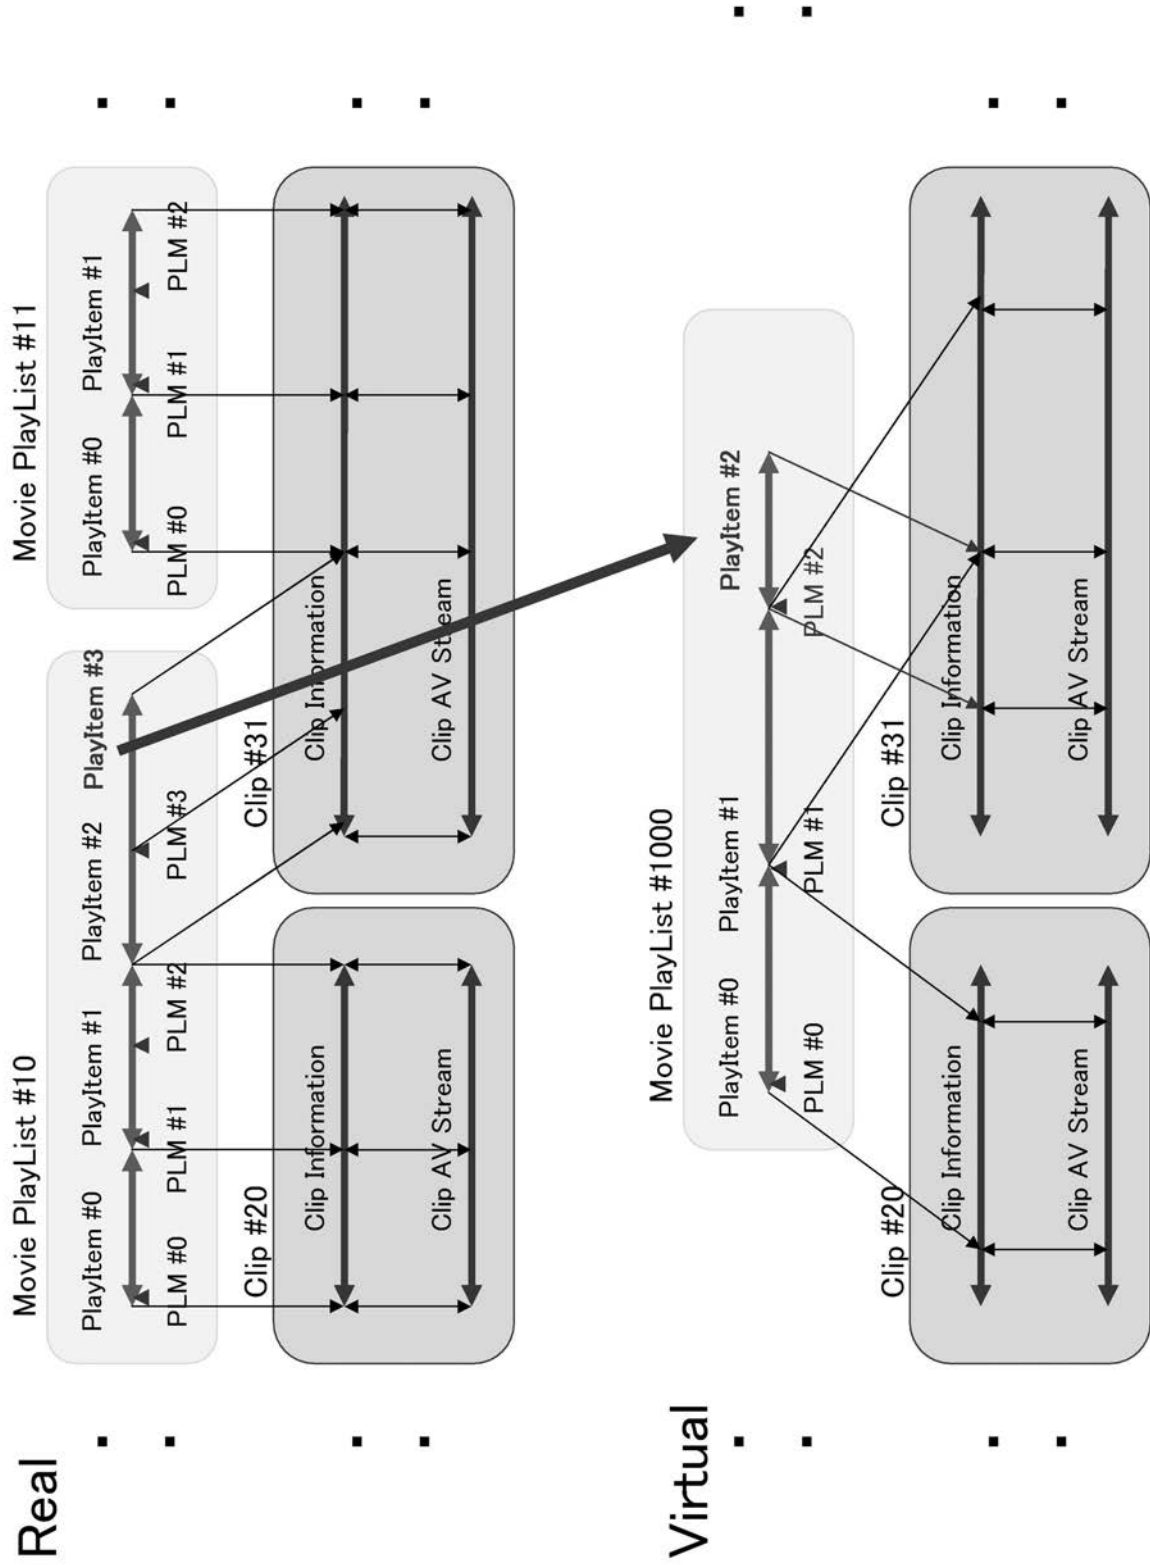 Real
Movie PlayList #10
Movie PlayList #11
PlayItem #0
PlayItem #1
PlayItem #2
PlayItem #3
PlayItem #0
PlayItem #1
PLM #0
PLM #1
PLM #2
PLM #3
PLM #0
PLM #1
PLM #2
Clip #20
Clip #31
Clip Information
Clip Information
Clip AV Stream
Clip AV Stream
Virtual
Movie PlayList #1000
PlayItem #0
PlayItem #1
PlayItem #2
PLM #0
PLM #1
PLM #2
Clip #20
Clip #31
Clip Information
Clip Information
Clip AV Stream
Clip AV Stream